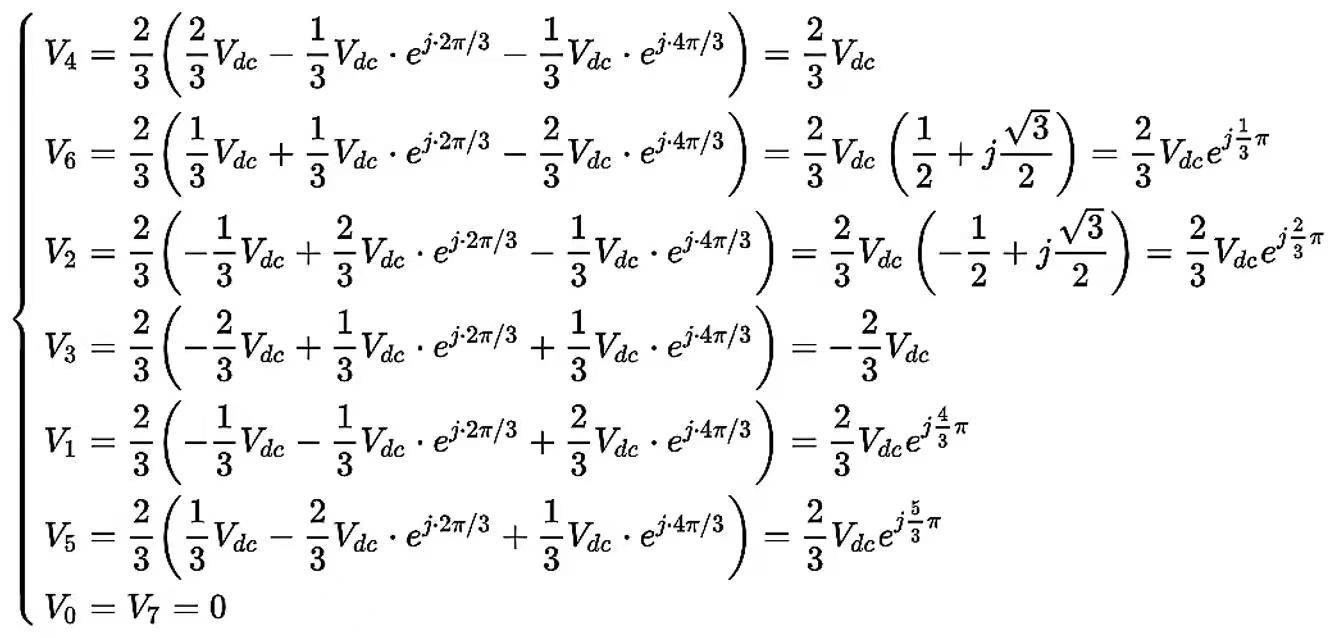 V_4 = \frac{2}{3}\left(\frac{2}{3}V_{dc} - \frac{1}{3}V_{dc} \cdot e^{j \cdot 2\pi/3} - \frac{1}{3}V_{dc} \cdot e^{j \cdot 4\pi/3}\right) = \frac{2}{3}V_{dc}
V_6 = \frac{2}{3}\left(\frac{1}{3}V_{dc} + \frac{1}{3}V_{dc} \cdot e^{j \cdot 2\pi/3} - \frac{2}{3}V_{dc} \cdot e^{j \cdot 4\pi/3}\right) = \frac{2}{3}V_{dc}\left(\frac{1}{2} + j\frac{\sqrt{3}}{2}\right) = \frac{2}{3}V_{dc}e^{j\frac{1}{3}\pi}
V_2 = \frac{2}{3}\left(-\frac{1}{3}V_{dc} + \frac{2}{3}V_{dc} \cdot e^{j \cdot 2\pi/3} - \frac{1}{3}V_{dc} \cdot e^{j \cdot 4\pi/3}\right) = \frac{2}{3}V_{dc}\left(-\frac{1}{2} + j\frac{\sqrt{3}}{2}\right) = \frac{2}{3}V_{dc}e^{j\frac{2}{3}\pi}
V_3 = \frac{2}{3}\left(-\frac{2}{3}V_{dc} + \frac{1}{3}V_{dc} \cdot e^{j \cdot 2\pi/3} + \frac{1}{3}V_{dc} \cdot e^{j \cdot 4\pi/3}\right) = -\frac{2}{3}V_{dc}
V_1 = \frac{2}{3}\left(-\frac{1}{3}V_{dc} - \frac{1}{3}V_{dc} \cdot e^{j \cdot 2\pi/3} + \frac{2}{3}V_{dc} \cdot e^{j \cdot 4\pi/3}\right) = \frac{2}{3}V_{dc}e^{j\frac{4}{3}\pi}
V_5 = \frac{2}{3}\left(\frac{1}{3}V_{dc} - \frac{2}{3}V_{dc} \cdot e^{j \cdot 2\pi/3} + \frac{1}{3}V_{dc} \cdot e^{j \cdot 4\pi/3}\right) = \frac{2}{3}V_{dc}e^{j\frac{5}{3}\pi}
V_0 = V_7 = 0